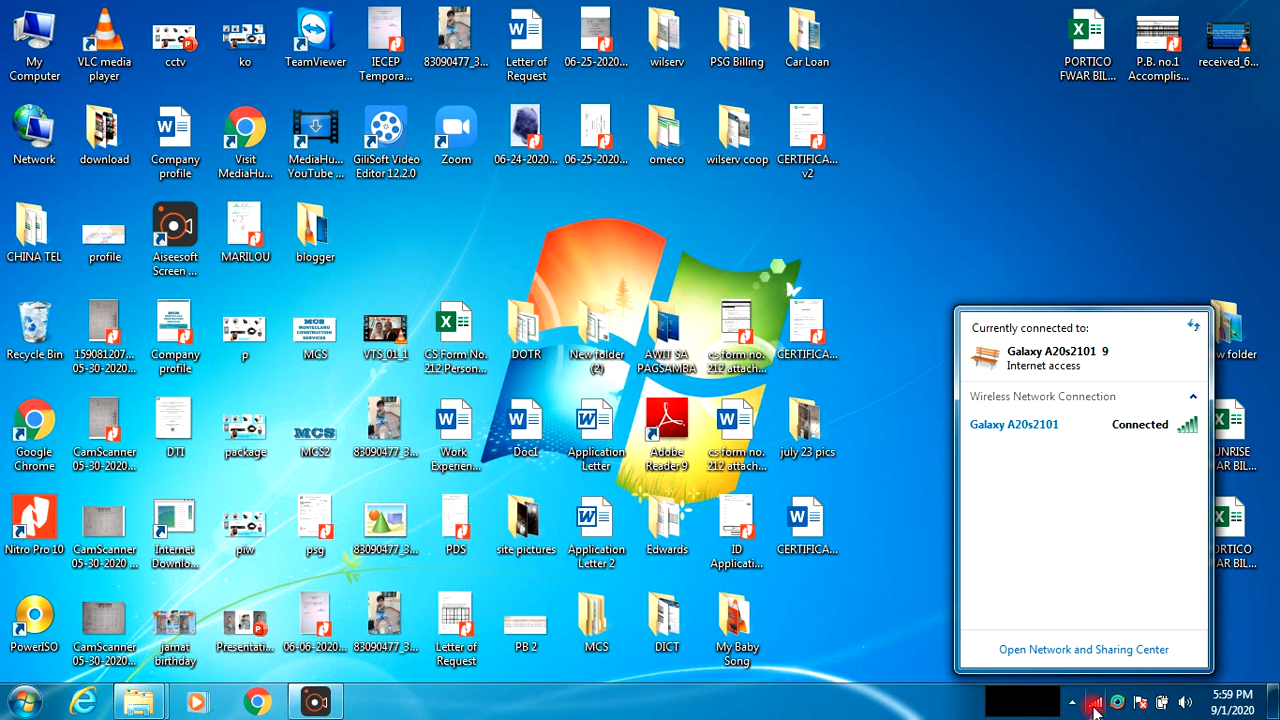 My Computer
VLC media player
cctv
ko
TeamViewer
IECEP Tempora...
83090477_3...
Letter of Request
06-25-2020...
wilserv
PSG Billing
Car Loan
PORTICO FWAR BIL...
P.B. no.1 Accomplis...
received_6...
Network
download
Company profile
Visit MediaHu...
MediaHu... YouTube ...
GiliSoft Video Editor 12.2.0
Zoom
06-24-2020...
06-25-2020...
omeco
wilserv coop
CERTIFICA... v2
CHINA TEL
profile
Aiseesoft Screen ...
MARILOU
blogger
Recycle Bin
159081207... 05-30-2020 ...
Company profile
p
MCS
VTS_01_1
CS Form No. 212 Person...
DOTR
New folder (2)
AWIT SA PAGSAMBA
cs form no. 212 attach...
CERTIFICA...
w folder
Google Chrome
CamScanner 05-30-2020 ...
DTI
package
MCS2
83090477_3...
Work Experien...
Doc1
Application Letter
Adobe Reader 9
cs form no. 212 attach...
july 23 pics
UNRISE WAR BIL...
Nitro Pro 10
CamScanner 05-30-2020 ...
Internet Downlo...
piw
psg
83090477_3...
PDS
site pictures
Application Letter 2
Edwards
ID Applicati...
CERTIFICA...
ORTICO WAR BIL...
PowerISO
CamScanner 05-30-2020...
jamat birthday
Presentati...
06-06-2020...
83090477_3...
Letter of Request
PB 2
MCS
DICT
My Baby Song
Currently connected to:
Galaxy A20s2101 9
Internet access
Wireless Network Connection
Galaxy A20s2101 Connected
Open Network and Sharing Center
5:59 PM
9/1/2020